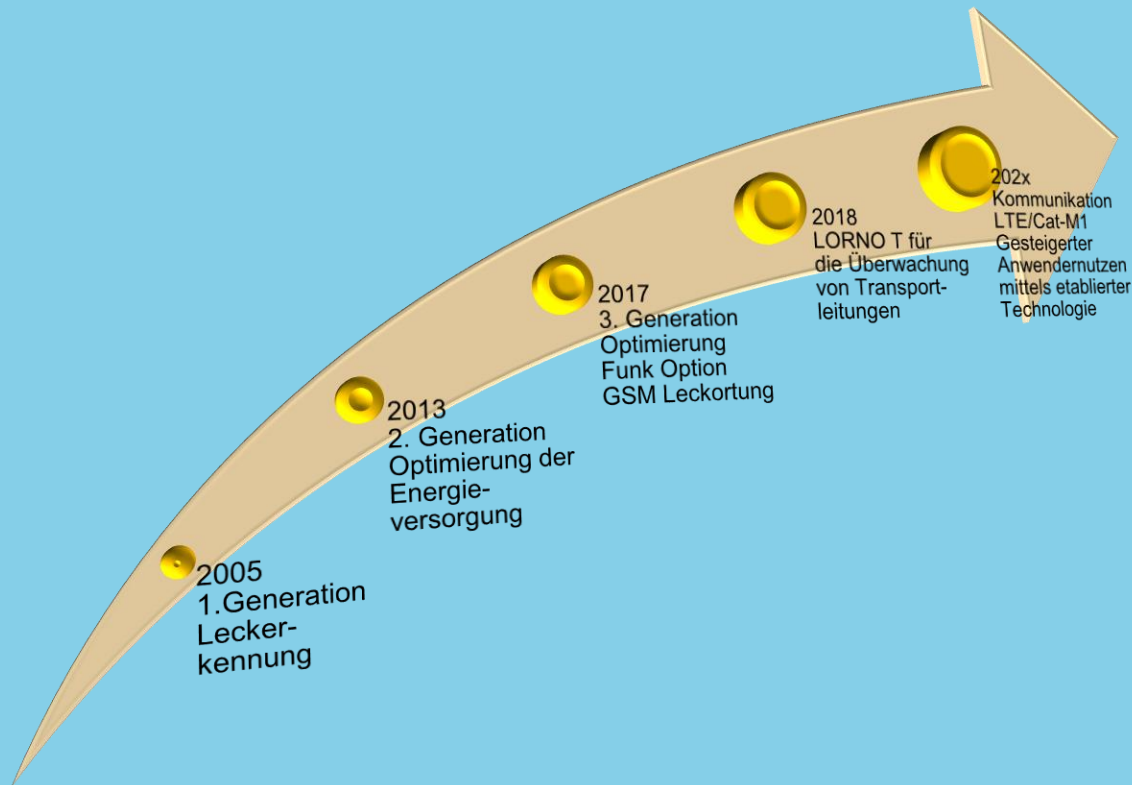 2005
1.Generation
Lecker-
kennung
2013
2. Generation
Optimierung der
Energie-
versorgung
2017
3. Generation
Optimierung
Funk Option
GSM Leckortung
2018
LORNO T für
die Überwachung
von Transport-
leitungen
202x
Kommunikation
LTE/Cat-M1
Gesteigerter
Anwendernutzen
mittels etablierter
Technologie